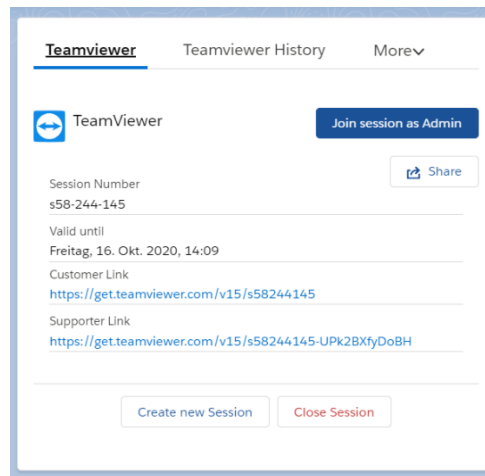 Teamviewer Teamviewer History More
TeamViewer Join session as Admin
Share
Session Number
s58-244-145
Valid until
Freitag, 16. Okt. 2020, 14:09
Customer Link
https://get.teamviewer.com/v15/s58244145
Supporter Link
https://get.teamviewer.com/v15/s58244145-UPk2BXfyDoBH
Create new Session Close Session